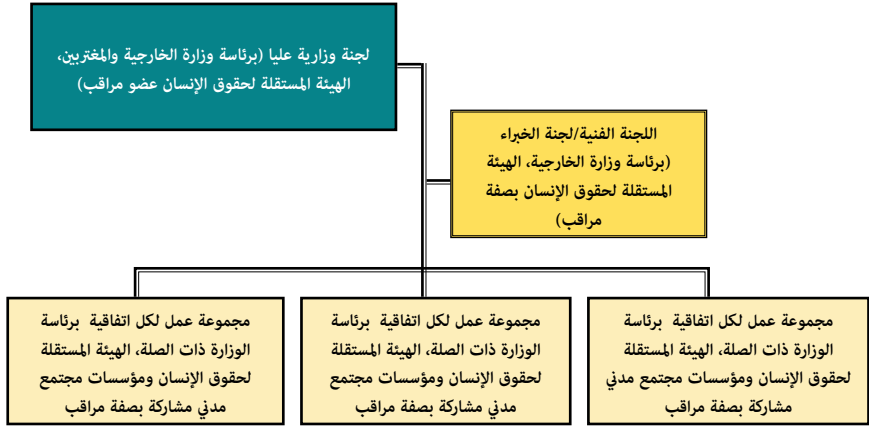 لجنة وزارية عليا (برئاسة وزارة الخارجية والمغتربين،
الهيئة المستقلة لحقوق الإنسان عضو مراقب)
اللجنة الفنية/لجنة الخبراء
(برئاسة وزارة الخارجية، الهيئة
المستقلة لحقوق الإنسان بصفة
مراقب)
مجموعة عمل لكل اتفاقية برئاسة
الوزارة ذات الصلة، الهيئة المستقلة
لحقوق الإنسان ومؤسسات مجتمع مدني
مشاركة بصفة مراقب
مجموعة عمل لكل اتفاقية برئاسة
الوزارة ذات الصلة، الهيئة المستقلة
لحقوق الإنسان ومؤسسات مجتمع
مدني مشاركة بصفة مراقب
مجموعة عمل لكل اتفاقية برئاسة
الوزارة ذات الصلة، الهيئة المستقلة
لحقوق الإنسان ومؤسسات مجتمع
مدني مشاركة بصفة مراقب